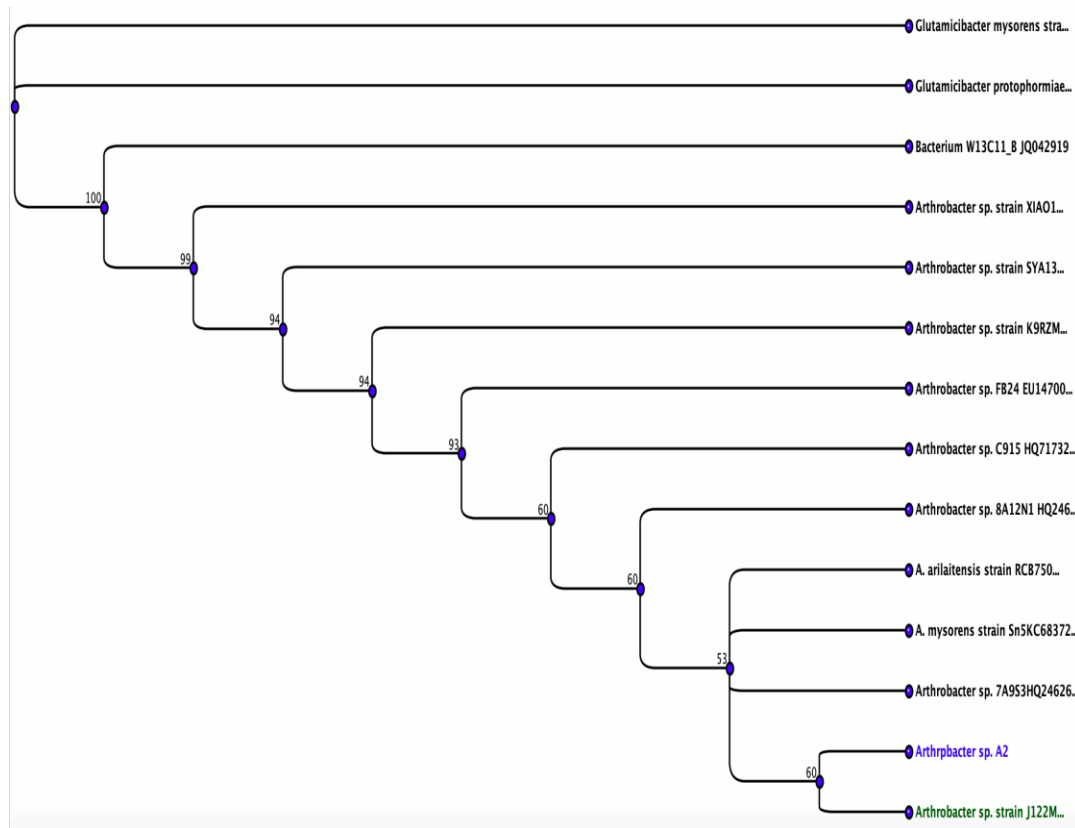 Glutamicibacter mysorens stra...
Glutamicibacter protophormiae...
Bacterium W13C11_B JQ042919
100
Arthrobacter sp. strain XIAO1...
99
Arthrobacter sp. strain SYA13...
94
Arthrobacter sp. strain K9RZM...
94
Arthrobacter sp. FB24 EU14700...
93
Arthrobacter sp. C915 HQ71732...
60
Arthrobacter sp. 8A12N1 HQ246...
60
A. arilaitensis strain RCB750...
A. mysorens strain Sn5KC68372...
53
Arthrobacter sp. 7A9S3HQ24626...
Arthrpbacter sp. A2
60
Arthrobacter sp. strain J122M...